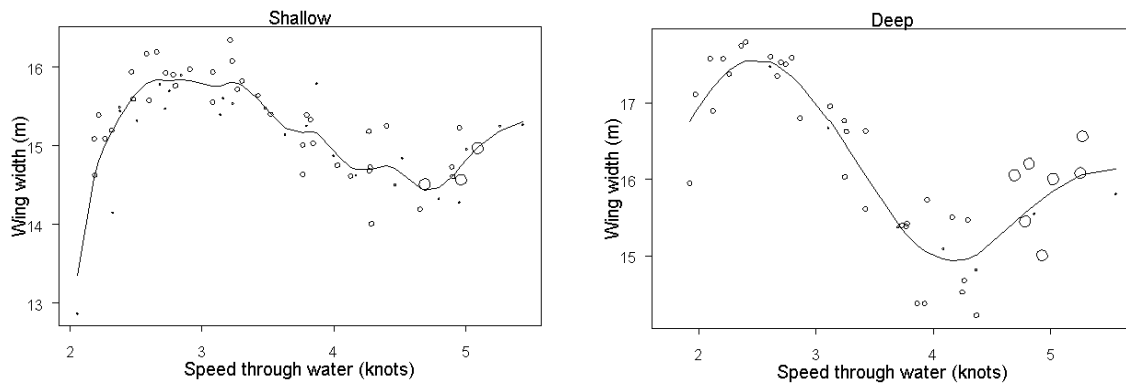 Shallow
Wing width (m)
16
15
14
13
2 3 4 5
Speed through water (knots)
Deep
Wing width (m)
17
16
15
2 3 4 5
Speed through water (knots)